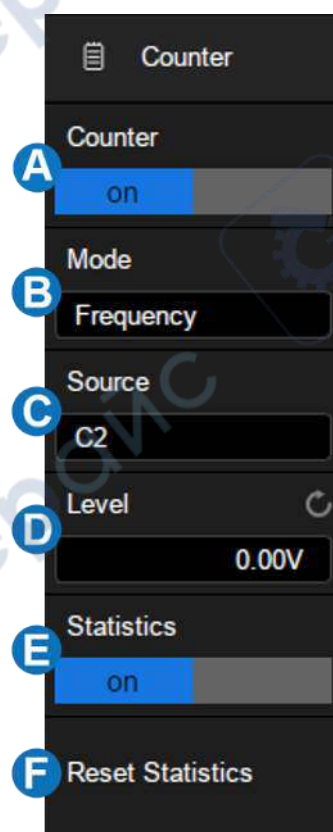 Counter
Counter
A
on
Mode
B
Frequency
Source
C
C2
Level
D
0.00V
Statistics
E
on
F Reset Statistics